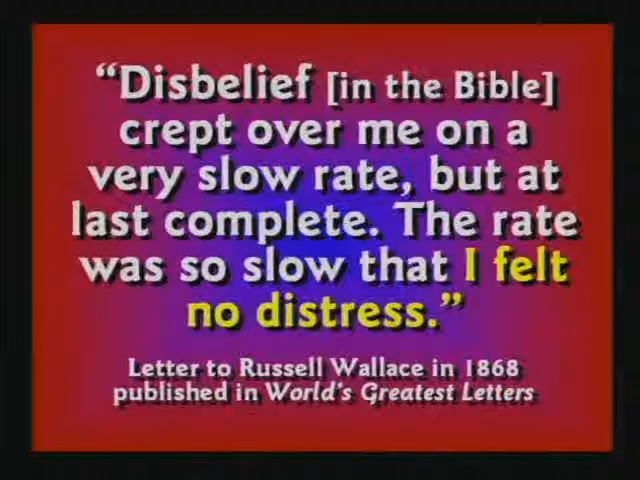 “Disbelief [in the Bible]
crept over me on a
very slow rate, but at
last complete. The rate
was so slow that I felt
no distress.”
Letter to Russell Wallace in 1868
published in World's Greatest Letters